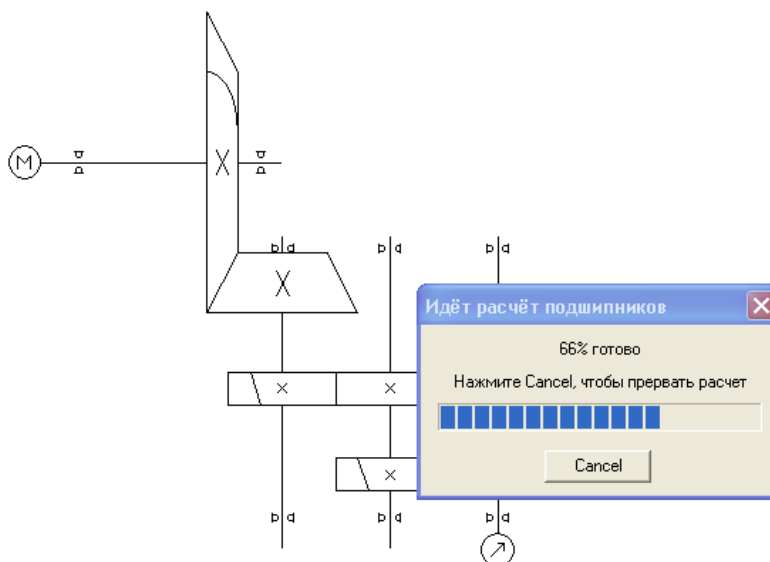 M
Идёт расчёт подшипников
66% готово
Нажмите Cancel, чтобы прервать расчет
Cancel